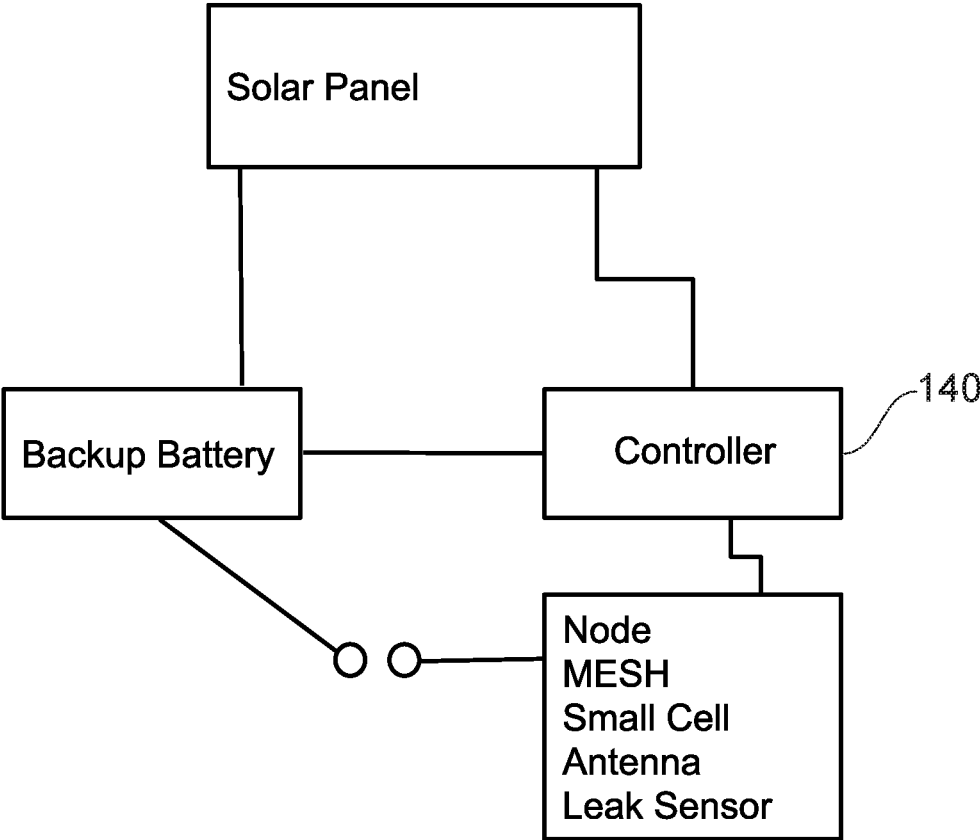 Solar Panel
Backup Battery
Controller
140
Node
MESH
Small Cell
Antenna
Leak Sensor